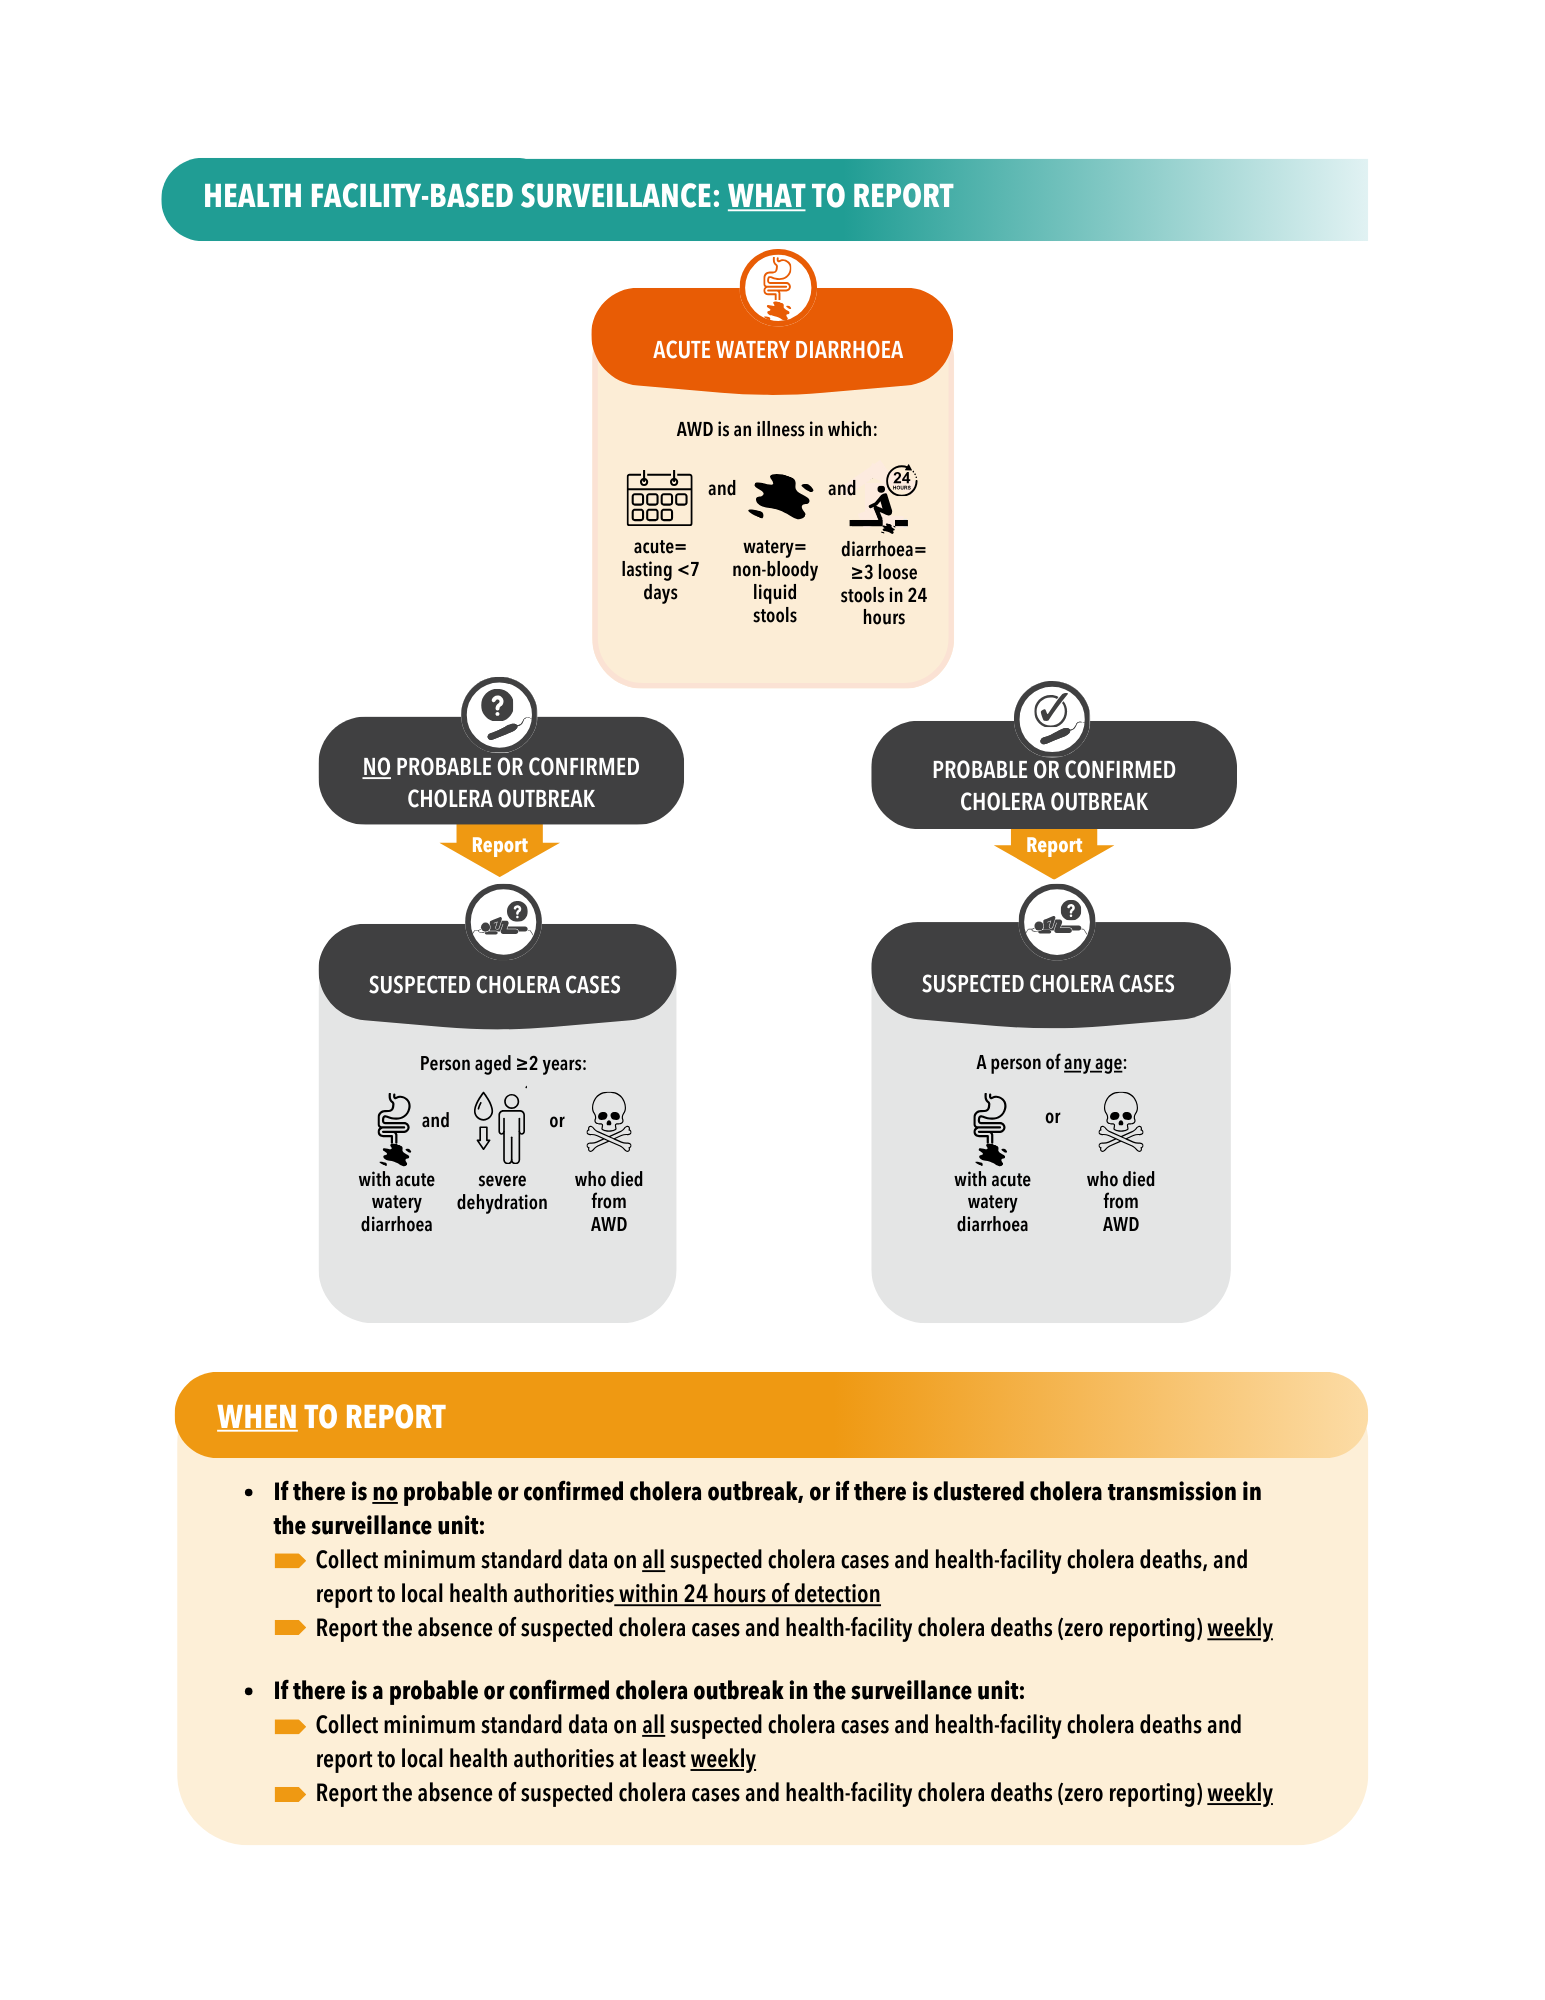 HEALTH FACILITY-BASED SURVEILLANCE: WHAT TO REPORT
ACUTE WATERY DIARRHOEA
AWD is an illness in which:
and
and
24
HOURS
acute=
lasting <7
days
watery=
non-bloody
liquid
stools
diarrhoea=
≥3 loose
stools in 24
hours
?
NO PROBABLE OR CONFIRMED
CHOLERA OUTBREAK
Report
?
SUSPECTED CHOLERA CASES
Person aged ≥2 years:
and
or
with acute
watery
diarrhoea
severe
dehydration
who died
from
AWD
PROBABLE OR CONFIRMED
CHOLERA OUTBREAK
Report
?
SUSPECTED CHOLERA CASES
A person of any age:
or
with acute
watery
diarrhoea
who died
from
AWD
WHEN TO REPORT
• If there is no probable or confirmed cholera outbreak, or if there is clustered cholera transmission in
the surveillance unit:
Collect minimum standard data on all suspected cholera cases and health-facility cholera deaths, and
report to local health authorities within 24 hours of detection
Report the absence of suspected cholera cases and health-facility cholera deaths (zero reporting) weekly
• If there is a probable or confirmed cholera outbreak in the surveillance unit:
Collect minimum standard data on all suspected cholera cases and health-facility cholera deaths and
report to local health authorities at least weekly
Report the absence of suspected cholera cases and health-facility cholera deaths (zero reporting) weekly